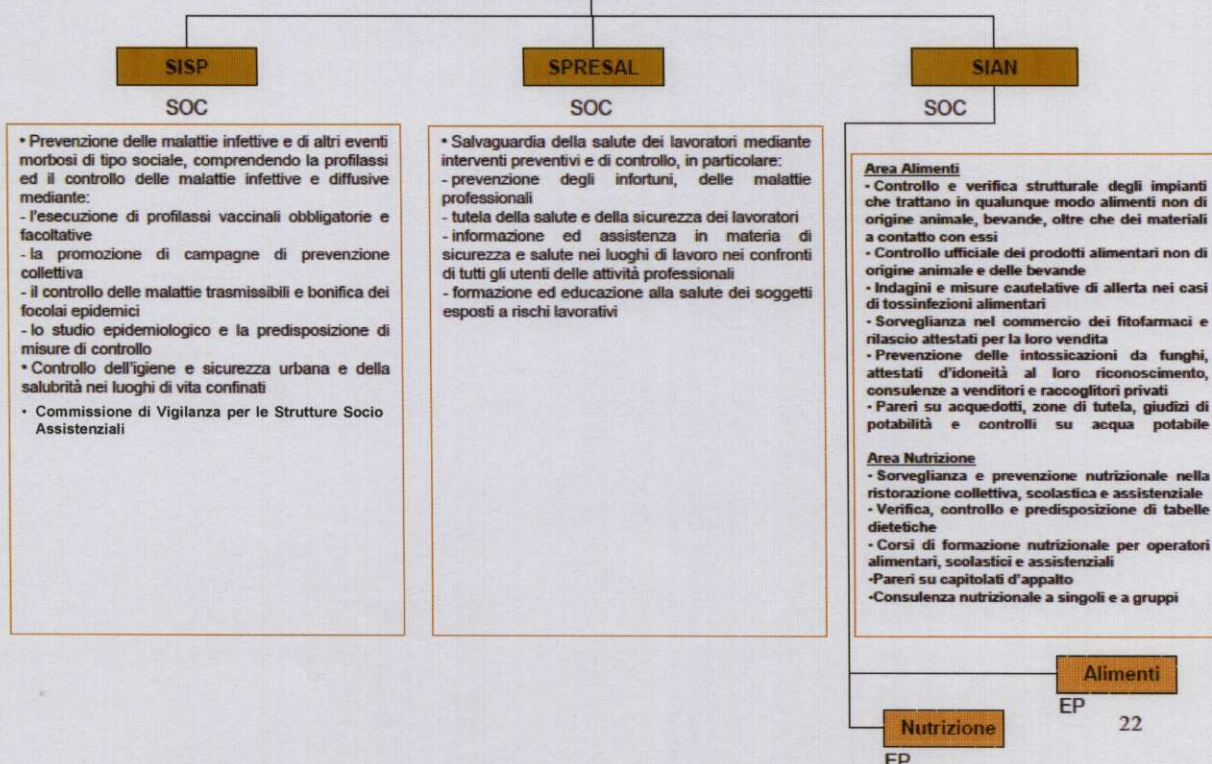 SISP
SOC
• Prevenzione delle malattie infettive e di altri eventi
morbosi di tipo sociale, comprendendo la profilassi
ed il controllo delle malattie infettive e diffusive
mediante:
- l'esecuzione di profilassi vaccinali obbligatorie e
facoltative
- la promozione di campagne di prevenzione
collettiva
- il controllo delle malattie trasmissibili e bonifica dei
focolai epidemici
- lo studio epidemiologico e la predisposizione di
misure di controllo
• Controllo dell'igiene e sicurezza urbana e della
salubrità nei luoghi di vita confinati
• Commissione di Vigilanza per le Strutture Socio
Assistenziali
SPRESAL
SOC
• Salvaguardia della salute dei lavoratori mediante
interventi preventivi e di controllo, in particolare:
- prevenzione degli infortuni, delle malattie
professionali
- tutela della salute e della sicurezza dei lavoratori
- informazione ed assistenza in materia di
sicurezza e salute nei luoghi di lavoro nei confronti
di tutti gli utenti delle attività professionali
- formazione ed educazione alla salute dei soggetti
esposti a rischi lavorativi
SIAN
SOC
Area Alimenti
• Controllo e verifica strutturale degli impianti
che trattano in qualunque modo alimenti non di
origine animale, bevande, oltre che dei materiali
a contatto con essi
• Controllo ufficiale dei prodotti alimentari non di
origine animale e delle bevande
• Indagini e misure cautelative di allerta nei casi
di tossinfezioni alimentari
• Sorveglianza nel commercio dei fitofarmaci e
rilascio attestati per la loro vendita
• Prevenzione delle intossicazioni da funghi,
attestati d'idoneità al loro riconoscimento,
consulenze a venditori e raccoglitori privati
• Pareri su acquedotti, zone di tutela, giudizi di
potabilità e controlli su acqua potabile
Area Nutrizione
• Sorveglianza e prevenzione nutrizionale nella
ristorazione collettiva, scolastica e assistenziale
• Verifica, controllo e predisposizione di tabelle
dietetiche
• Corsi di formazione nutrizionale per operatori
alimentari, scolastici e assistenziali
•Pareri su capitolati d'appalto
•Consulenza nutrizionale a singoli e a gruppi
Alimenti
EP
22
Nutrizione
EP